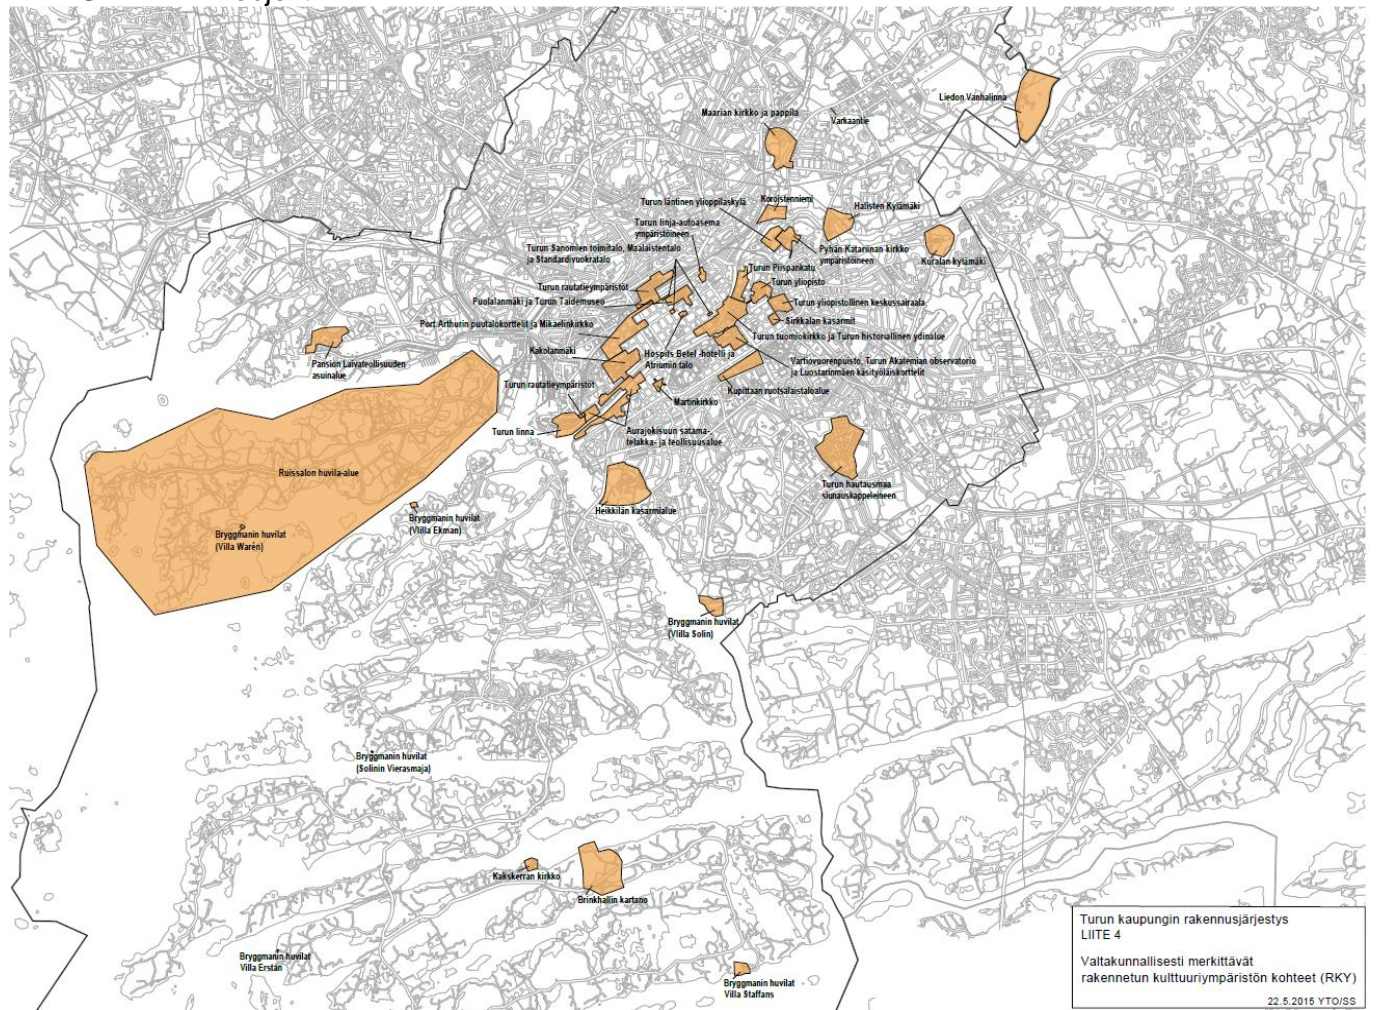 Liedon Vanhalinna
Maarian kirkko ja pappila
Varkaantie
Turun läntinen ylioppilaskylä
Koroistenniemi
Halisten Kylämäki
Turun linja-autoasema
ympäristöineen
Turun Sanomien toimitalo, Maalaistentalo
ja Standardivuokratalo
Pyhän Katariinan kirkko
ympäristöineen
Kuralan kylämäki
Turun Piispankatu
Turun rautatieympäristöt
Turun yliopisto
Puolalanmäki ja Turun Taidemuseo
Turun yliopistollinen keskussairaala
Port Arthurin puutalokorttelit ja Mikaelinkirkko
Sirkkalan kasarmit
Turun tuomiokirkko ja Turun historiallinen ydinalue
Kakolanmäki
Hospits Betel -hotelli ja
Atriumin talo
Pansion Laivateollisuuden
asuinalue
Vartiovuorenpuisto, Turun Akatemian observatorio
ja Luostarinmäen käsityöläiskorttelit
Turun rautatieympäristöt
Kupittaan ruotsalaistaloalue
Martinkirkko
Turun linna
Aurajokisuun satama-,
telakka- ja teollisuusalue
Ruissalon huvila-alue
Turun hautausmaa
siunauskappeleineen
Heikkilän kasarmialue
Bryggmanin huvilat
(Villa Ekman)
Bryggmanin huvilat
(Villa Warén)
Bryggmanin huvilat
(Villa Solin)
Bryggmanin huvilat
(Solinin Vierasmaja)
Kakskerran kirkko
Brinkhallin kartano
Bryggmanin huvilat
Villa Erstan
Bryggmanin huvilat
Villa Staffans
Turun kaupungin rakennusjärjestys
LIITE 4
Valtakunnallisesti merkittävät
rakennetun kulttuuriympäristön kohteet (RKY)
22.5.2015 YTO/SS